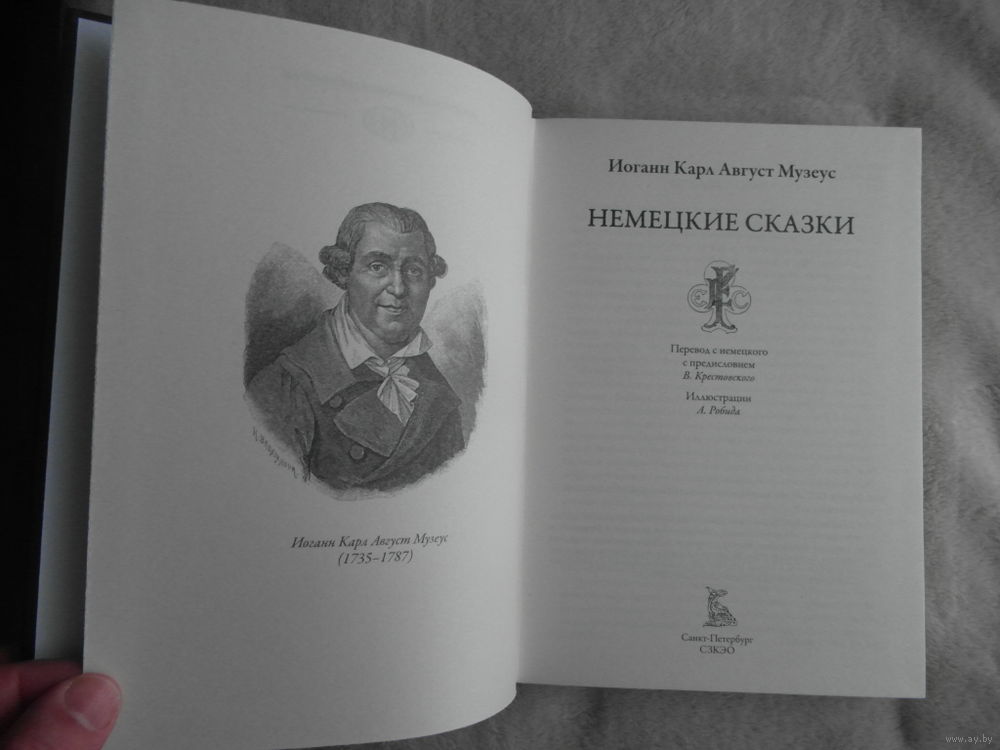 Иоганн Карл Август Музеус
(1735–1787)
Иоганн Карл Август Музеус
НЕМЕЦКИЕ СКАЗКИ
Перевод с немецкого
с предисловием
В. Крестовского
Иллюстрации
А. Робида
Санкт-Петербург
СЗКЭО
www.ay.by